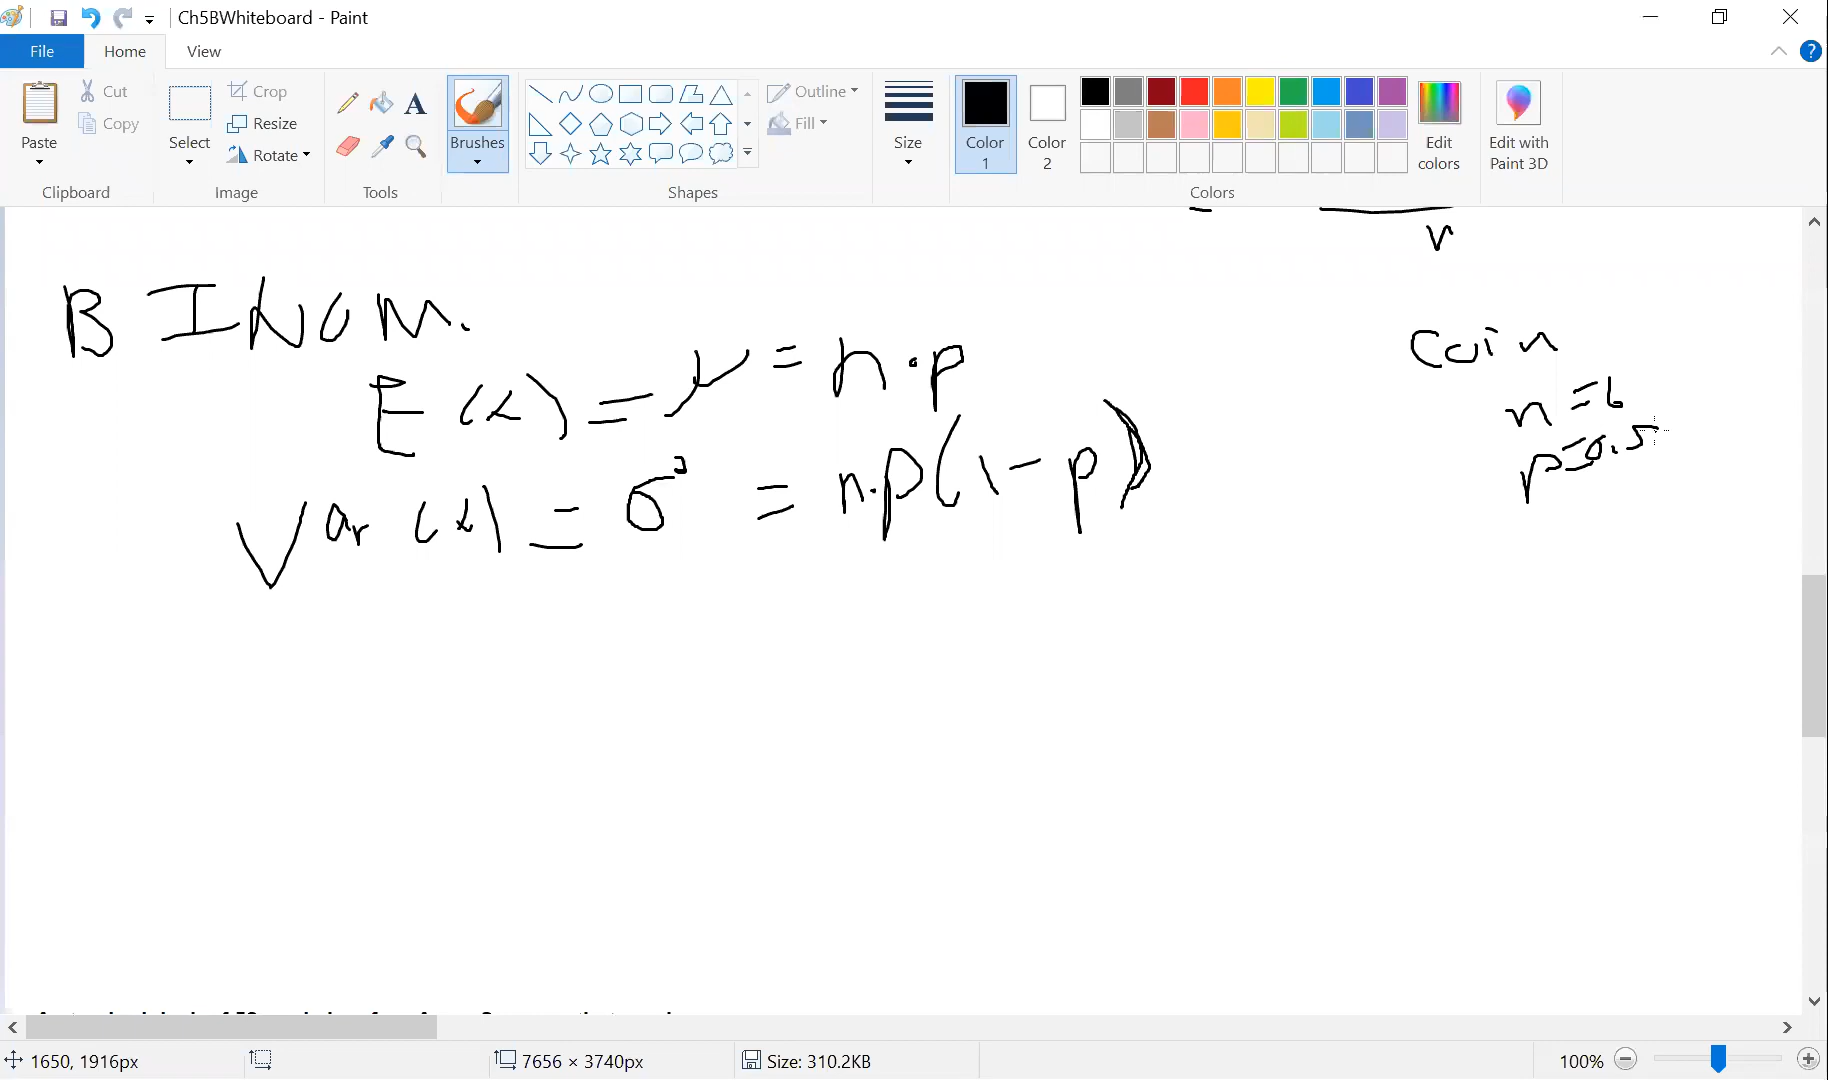 Ch5BWhiteboard - Paint
File Home View
Paste
Cut
Copy
Clipboard
Select
Crop
Resize
Rotate
Image
A
Tools
Brushes
Shapes
Outline
Fill
Size
Color 1
Color 2
Colors
Edit colors
Edit with Paint 3D
BINOM.
E(x) = μ = n·p
Var(x) = σ² = n·p(1-p)
Coin
n=6
p=0.5
1650, 1916px
7656 × 3740px
Size: 310.2KB
100%